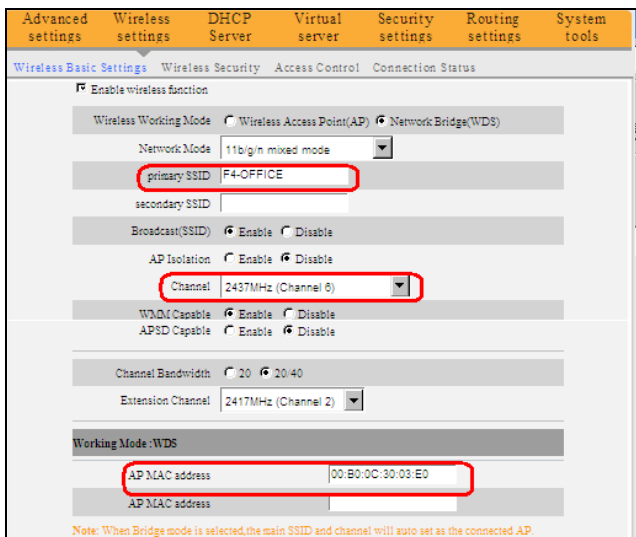 Advanced settings Wireless settings DHCP Server Virtual server Security settings Routing settings System tools
Wireless Basic Settings Wireless Security Access Control Connection Status
Enable wireless function
Wireless Working Mode Wireless Access Point(AP) Network Bridge(WDS)
Network Mode 11b/g/n mixed mode
primary SSID F4-OFFICE
secondary SSID
Broadcast(SSID) Enable Disable
AP Isolation Enable Disable
Channel 2437MHz (Channel 6)
WMM Capable Enable Disable
APSD Capable Enable Disable
Channel Bandwidth 20 20/40
Extension Channel 2417MHz (Channel 2)
Working Mode :WDS
AP MAC address 00:B0:0C:30:03:E0
AP MAC address
Note: When Bridge mode is selected,the main SSID and channel will auto set as the connected AP.